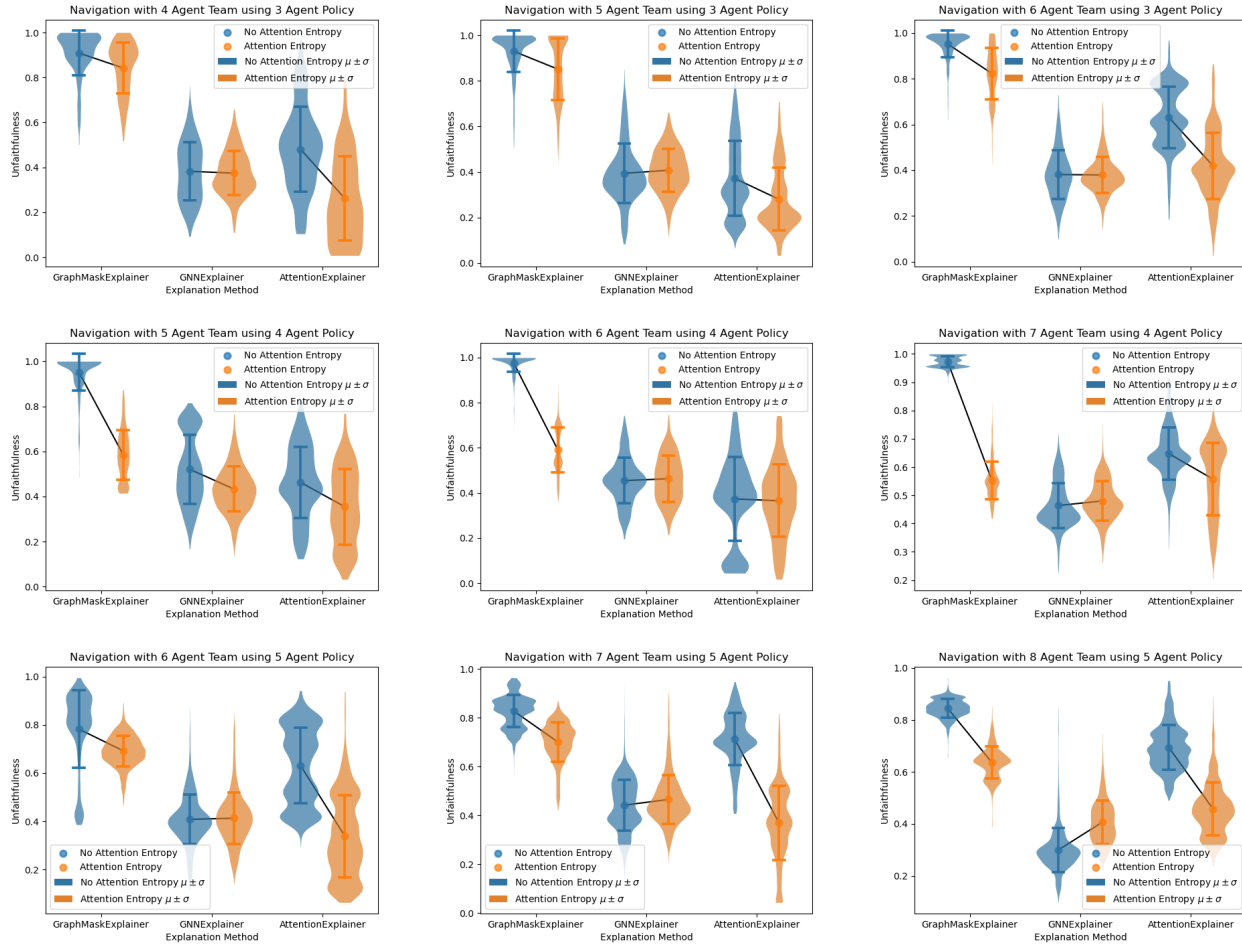 Navigation with 4 Agent Team using 3 Agent Policy
1.0
0.8
0.6
0.4
0.2
0.0
Unfaithfulness
No Attention Entropy
Attention Entropy
No Attention Entropy μ ± σ
Attention Entropy μ ± σ
GraphMaskExplainer
GNNExplainer
AttentionExplainer
Explanation Method
Navigation with 5 Agent Team using 3 Agent Policy
1.0
0.8
0.6
0.4
0.2
0.0
Unfaithfulness
No Attention Entropy
Attention Entropy
No Attention Entropy μ ± σ
Attention Entropy μ ± σ
GraphMaskExplainer
GNNExplainer
AttentionExplainer
Explanation Method
Navigation with 6 Agent Team using 3 Agent Policy
1.0
0.8
0.6
0.4
0.2
0.0
Unfaithfulness
No Attention Entropy
Attention Entropy
No Attention Entropy μ ± σ
Attention Entropy μ ± σ
GraphMaskExplainer
GNNExplainer
AttentionExplainer
Explanation Method
Navigation with 5 Agent Team using 4 Agent Policy
1.0
0.8
0.6
0.4
0.2
0.0
Unfaithfulness
No Attention Entropy
Attention Entropy
No Attention Entropy μ ± σ
Attention Entropy μ ± σ
GraphMaskExplainer
GNNExplainer
AttentionExplainer
Explanation Method
Navigation with 6 Agent Team using 4 Agent Policy
1.0
0.8
0.6
0.4
0.2
0.0
Unfaithfulness
No Attention Entropy
Attention Entropy
No Attention Entropy μ ± σ
Attention Entropy μ ± σ
GraphMaskExplainer
GNNExplainer
AttentionExplainer
Explanation Method
Navigation with 7 Agent Team using 4 Agent Policy
1.0
0.9
0.8
0.7
0.6
0.5
0.4
0.3
0.2
Unfaithfulness
No Attention Entropy
Attention Entropy
No Attention Entropy μ ± σ
Attention Entropy μ ± σ
GraphMaskExplainer
GNNExplainer
AttentionExplainer
Explanation Method
Navigation with 6 Agent Team using 5 Agent Policy
1.0
0.8
0.6
0.4
0.2
Unfaithfulness
No Attention Entropy
Attention Entropy
No Attention Entropy μ ± σ
Attention Entropy μ ± σ
GraphMaskExplainer
GNNExplainer
AttentionExplainer
Explanation Method
Navigation with 7 Agent Team using 5 Agent Policy
1.0
0.8
0.6
0.4
0.2
0.0
Unfaithfulness
No Attention Entropy
Attention Entropy
No Attention Entropy μ ± σ
Attention Entropy μ ± σ
GraphMaskExplainer
GNNExplainer
AttentionExplainer
Explanation Method
Navigation with 8 Agent Team using 5 Agent Policy
1.0
0.8
0.6
0.4
0.2
Unfaithfulness
No Attention Entropy
Attention Entropy
No Attention Entropy μ ± σ
Attention Entropy μ ± σ
GraphMaskExplainer
GNNExplainer
AttentionExplainer
Explanation Method